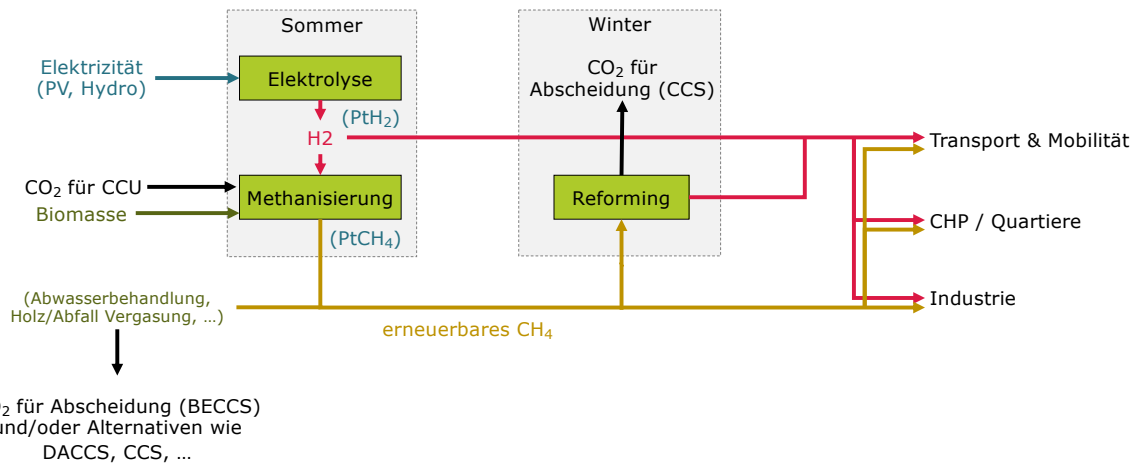 Sommer
Winter
Elektrizität
(PV, Hydro)
Elektrolyse
CO₂ für
Abscheidung (CCS)
(PtH₂)
H2
Transport & Mobilität
CO₂ für CCU
Biomasse
Methanisierung
Reforming
(PtCH₄)
CHP / Quartiere
(Abwasserbehandlung,
Holz/Abfall Vergasung, …)
Industrie
erneuerbares CH₄
₂ für Abscheidung (BECCS)
und/oder Alternativen wie
DACCS, CCS, …